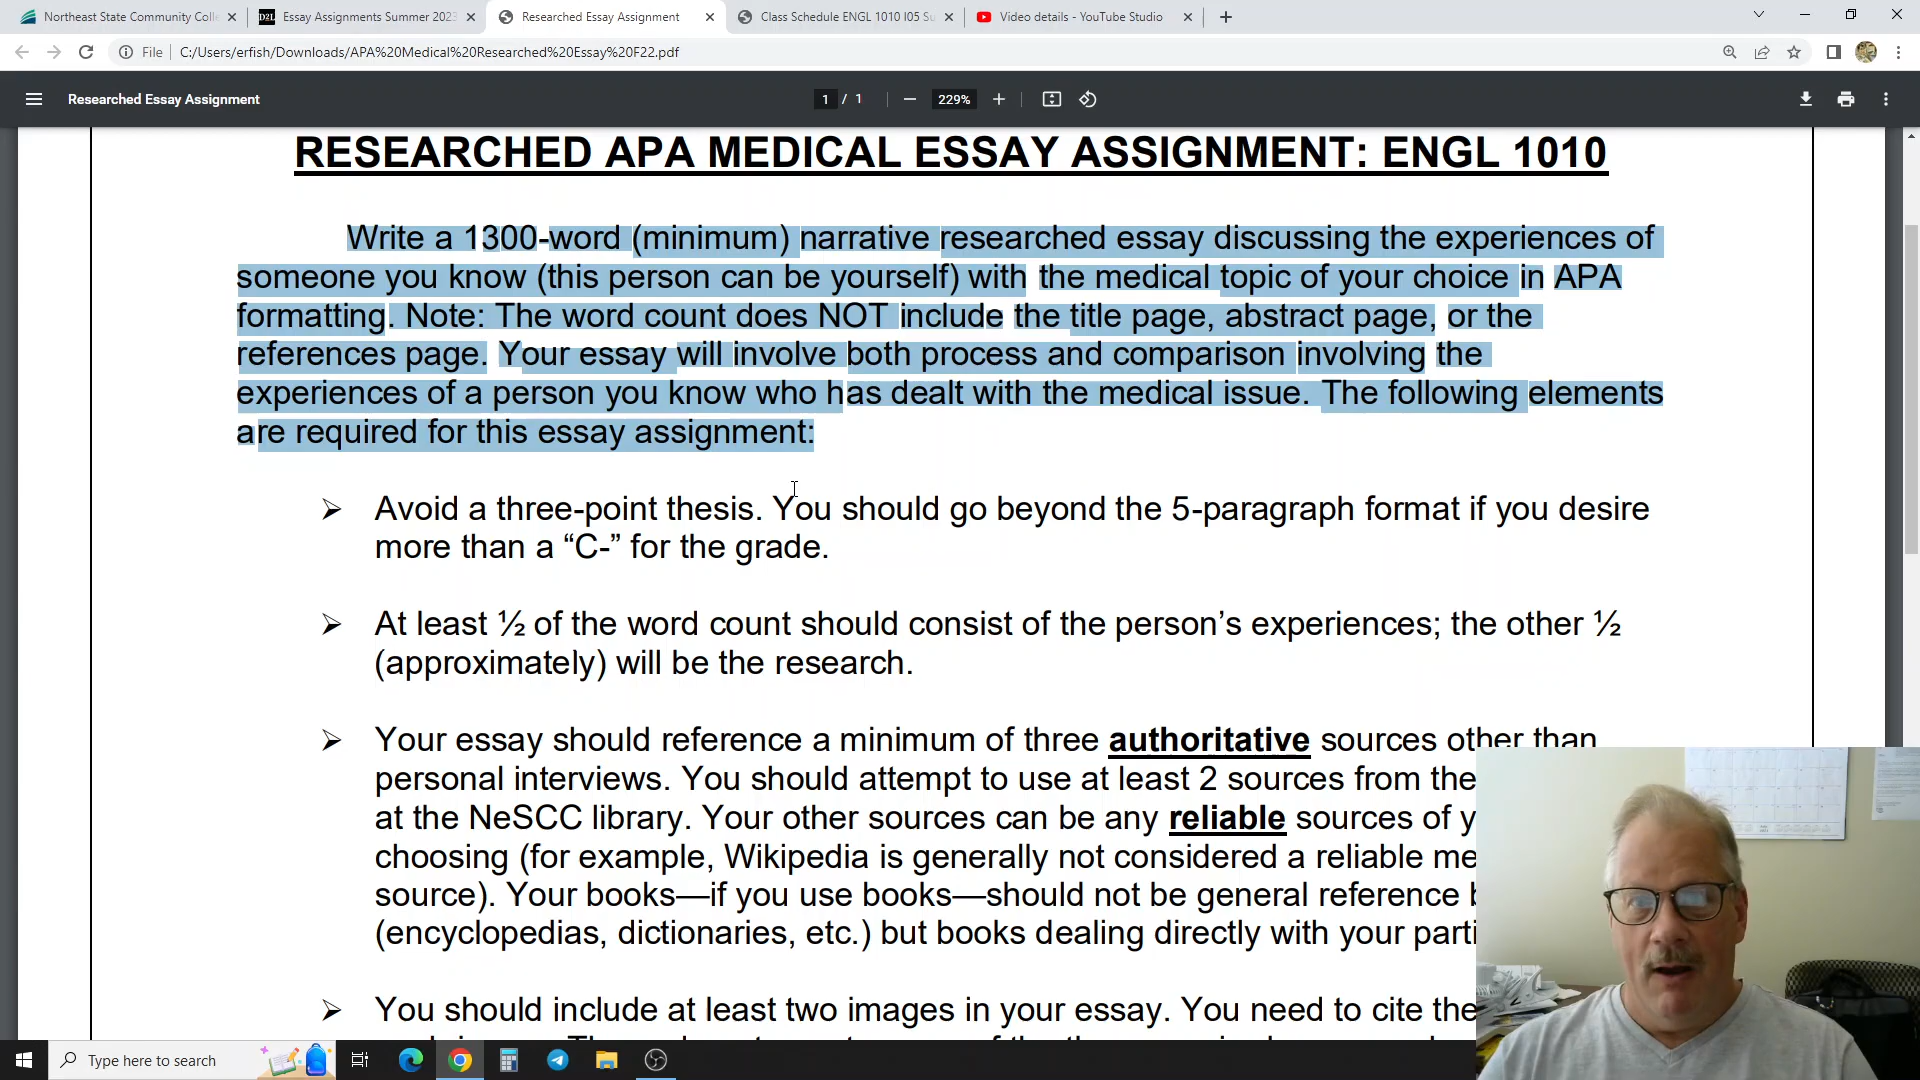 Northeast State Community Coll
D2L
Essay Assignments Summer 2023
Researched Essay Assignment
Class Schedule ENGL 1010 I05 Su
Video details - YouTube Studio
File
C:/Users/erfish/Downloads/APA%20Medical%20Researched%20Essay%20F22.pdf
Researched Essay Assignment
1 / 1
229%
RESEARCHED APA MEDICAL ESSAY ASSIGNMENT: ENGL 1010
Write a 1300-word (minimum) narrative researched essay discussing the experiences of
someone you know (this person can be yourself) with the medical topic of your choice in APA
formatting. Note: The word count does NOT include the title page, abstract page, or the
references page. Your essay will involve both process and comparison involving the
experiences of a person you know who has dealt with the medical issue. The following elements
are required for this essay assignment:
➢ Avoid a three-point thesis. You should go beyond the 5-paragraph format if you desire
more than a “C-” for the grade.
➢ At least ½ of the word count should consist of the person’s experiences; the other ½
(approximately) will be the research.
➢ Your essay should reference a minimum of three authoritative sources other than
personal interviews. You should attempt to use at least 2 sources from the
at the NeSCC library. Your other sources can be any reliable sources of y
choosing (for example, Wikipedia is generally not considered a reliable me
source). Your books—if you use books—should not be general reference b
(encyclopedias, dictionaries, etc.) but books dealing directly with your parti
➢ You should include at least two images in your essay. You need to cite the
Type here to search